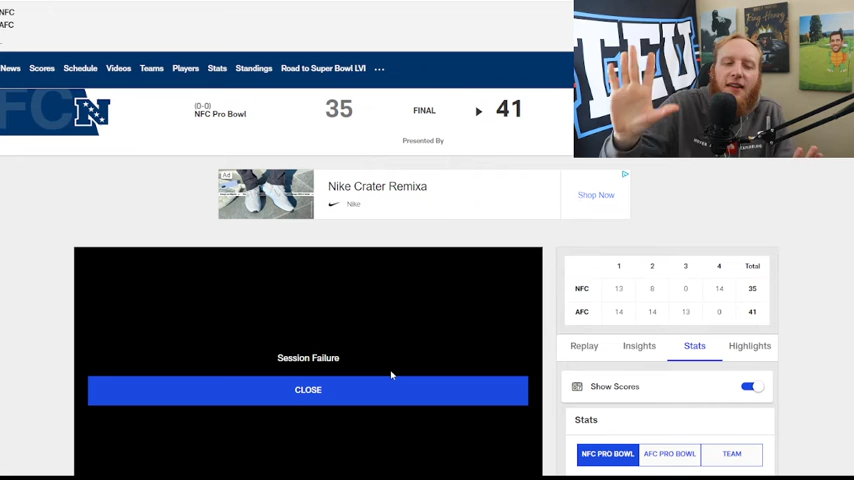 NFC
AFC
News Scores Schedule Videos Teams Players Stats Standings Road to Super Bowl LVI ...
(0-0)
NFC Pro Bowl
35
FINAL
41
Presented By
Ad
Nike Crater Remixa
Nike
Shop Now
1 2 3 4 Total
NFC 13 8 0 14 35
AFC 14 14 13 0 41
Replay Insights Stats Highlights
Session Failure
CLOSE
Show Scores
Stats
NFC PRO BOWL AFC PRO BOWL TEAM